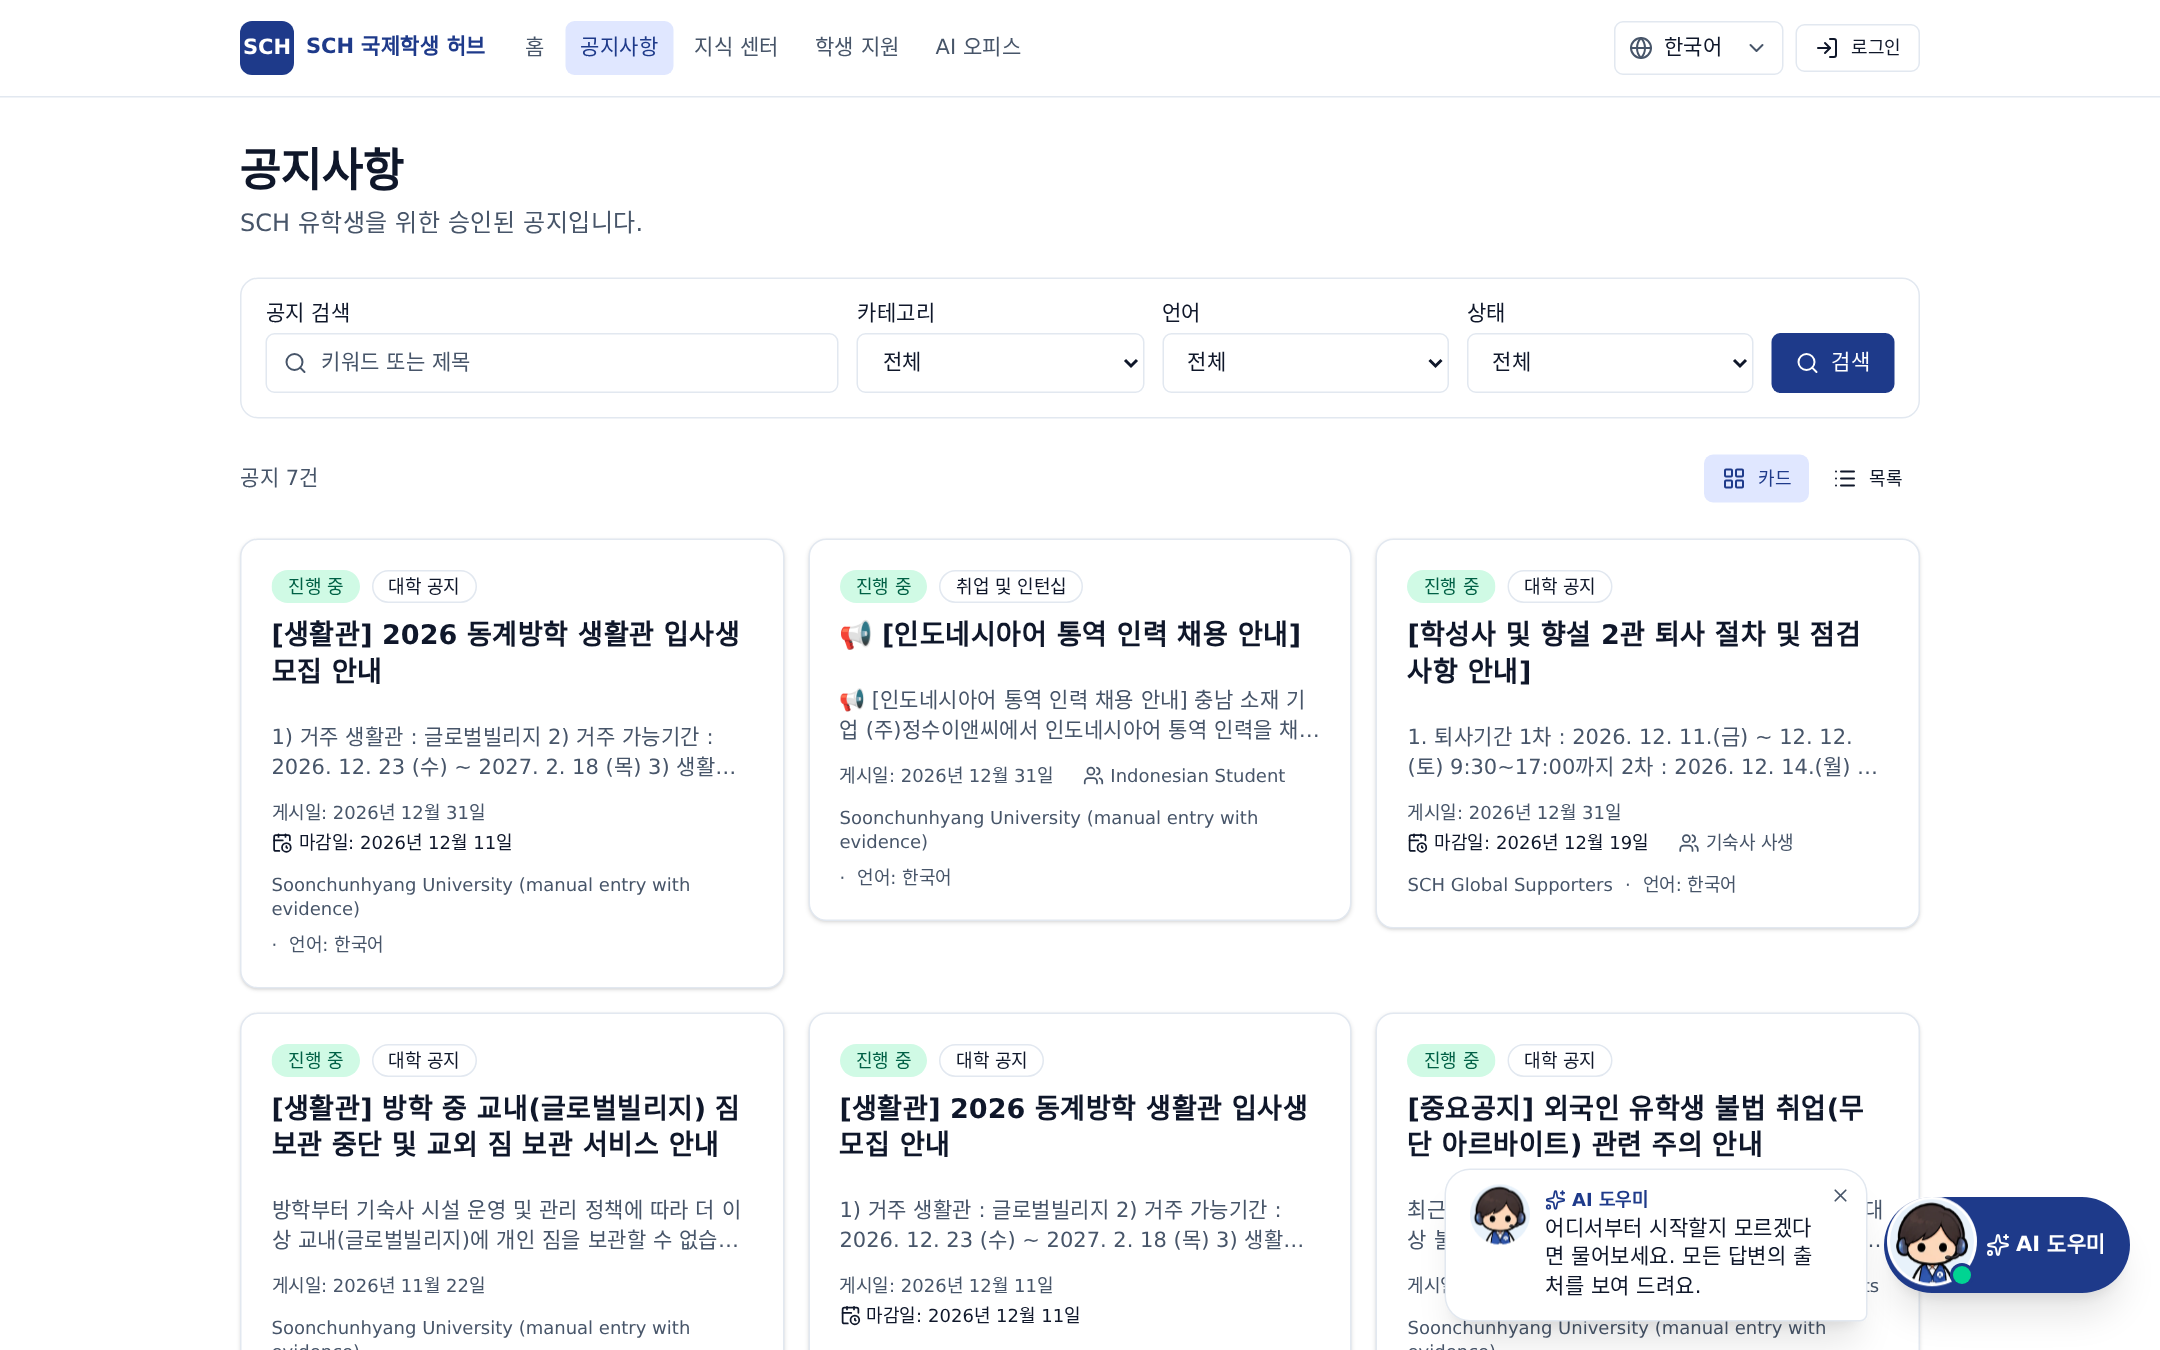 SCH SCH 국제학생 허브 홈 공지사항 지식 센터 학생 지원 AI 오피스 한국어 로그인
공지사항
SCH 유학생을 위한 승인된 공지입니다.
공지 검색 카테고리 언어 상태
키워드 또는 제목 전체 전체 전체 검색
공지 7건 카드 목록
진행 중 대학 공지
[생활관] 2026 동계방학 생활관 입사생
모집 안내
1) 거주 생활관 : 글로벌빌리지 2) 거주 가능기간 :
2026. 12. 23 (수) ~ 2027. 2. 18 (목) 3) 생활...
게시일: 2026년 12월 31일
마감일: 2026년 12월 11일
Soonchunhyang University (manual entry with
evidence)
· 언어: 한국어
진행 중 취업 및 인턴십
📢 [인도네시아어 통역 인력 채용 안내]
📢 [인도네시아어 통역 인력 채용 안내] 충남 소재 기
업 (주)정수이앤씨에서 인도네시아어 통역 인력을 채...
게시일: 2026년 12월 31일 Indonesian Student
Soonchunhyang University (manual entry with
evidence)
· 언어: 한국어
진행 중 대학 공지
[학성사 및 향설 2관 퇴사 절차 및 점검
사항 안내]
1. 퇴사기간 1차 : 2026. 12. 11.(금) ~ 12. 12.
(토) 9:30~17:00까지 2차 : 2026. 12. 14.(월) ...
게시일: 2026년 12월 31일
마감일: 2026년 12월 19일 기숙사 사생
SCH Global Supporters · 언어: 한국어
진행 중 대학 공지
[생활관] 방학 중 교내(글로벌빌리지) 짐
보관 중단 및 교외 짐 보관 서비스 안내
방학부터 기숙사 시설 운영 및 관리 정책에 따라 더 이
상 교내(글로벌빌리지)에 개인 짐을 보관할 수 없습...
게시일: 2026년 11월 22일
Soonchunhyang University (manual entry with
진행 중 대학 공지
[생활관] 2026 동계방학 생활관 입사생
모집 안내
1) 거주 생활관 : 글로벌빌리지 2) 거주 가능기간 :
2026. 12. 23 (수) ~ 2027. 2. 18 (목) 3) 생활...
게시일: 2026년 12월 11일
마감일: 2026년 12월 11일
진행 중 대학 공지
[중요공지] 외국인 유학생 불법 취업(무
단 아르바이트) 관련 주의 안내
최근
상
Soonchunhyang University (manual entry with
AI 도우미
어디서부터 시작할지 모르겠다
면 물어보세요. 모든 답변의 출
처를 보여 드려요.
AI 도우미